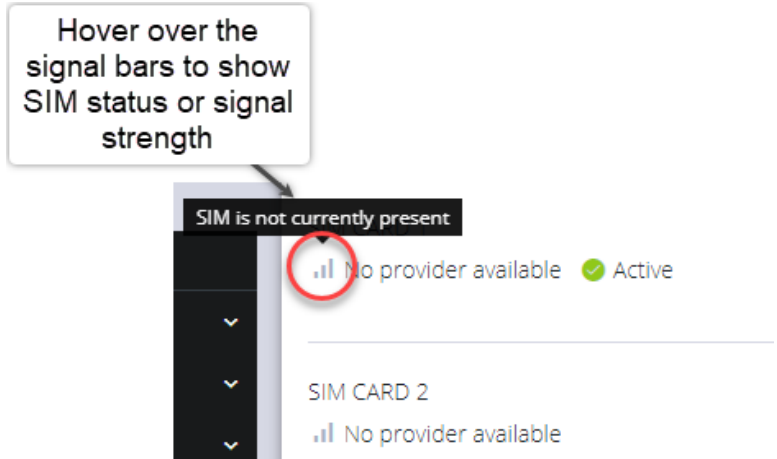 Hover over the
signal bars to show
SIM status or signal
strength
SIM is not currently present
No provider available Active
SIM CARD 2
No provider available